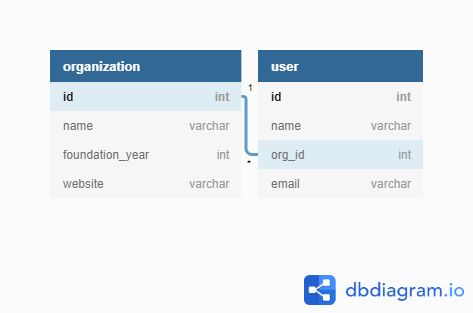 organization
id int
name varchar
foundation_year int
website varchar
1
*
user
id int
name varchar
org_id int
email varchar
dbdiagram.io